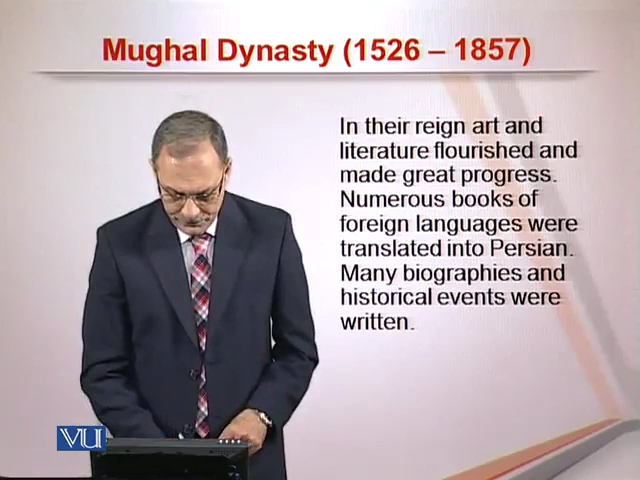 Mughal Dynasty (1526 – 1857)
In their reign art and
literature flourished and
made great progress.
Numerous books of
foreign languages were
translated into Persian.
Many biographies and
historical events were
written.
VU